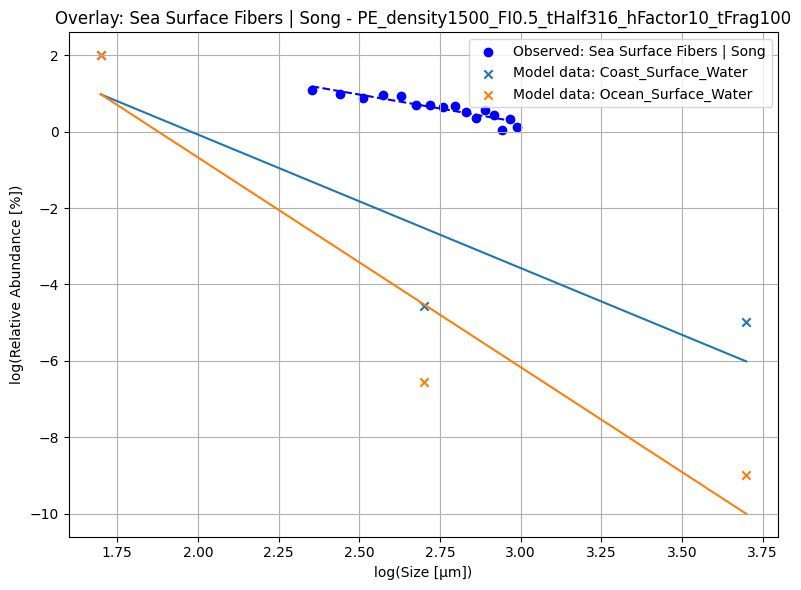 Overlay: Sea Surface Fibers | Song - PE_density1500_FI0.5_tHalf316_hFactor10_tFrag100
Observed: Sea Surface Fibers | Song
Model data: Coast_Surface_Water
Model data: Ocean_Surface_Water
log(Relative Abundance [%])
2
0
−2
−4
−6
−8
−10
1.75
2.00
2.25
2.50
2.75
3.00
3.25
3.50
3.75
log(Size [μm])